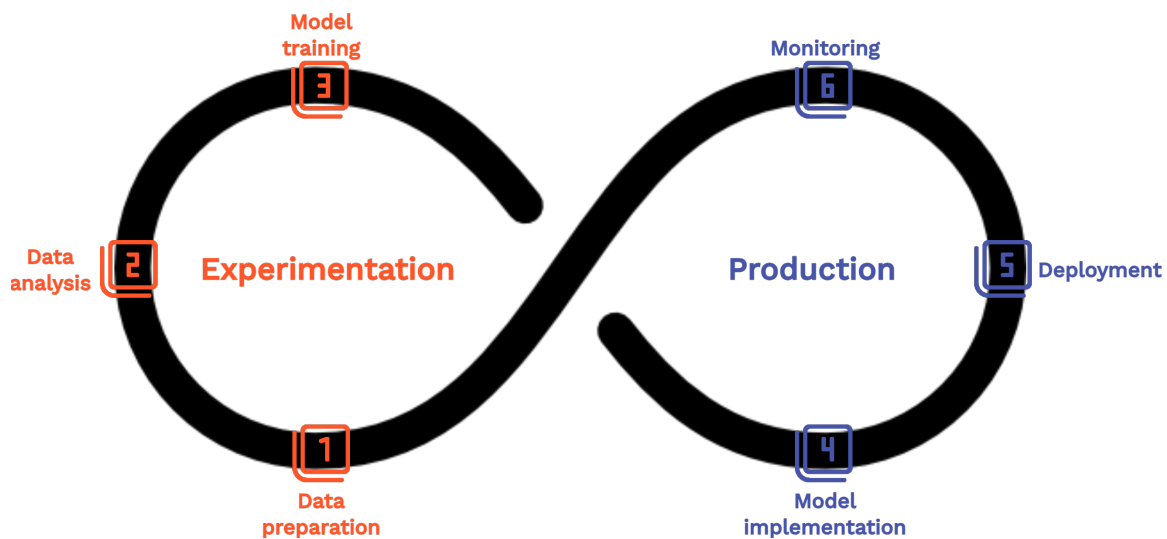 Model
training
3
Monitoring
6
Data
analysis
2
Experimentation
Production
5
Deployment
1
Data
preparation
4
Model
implementation